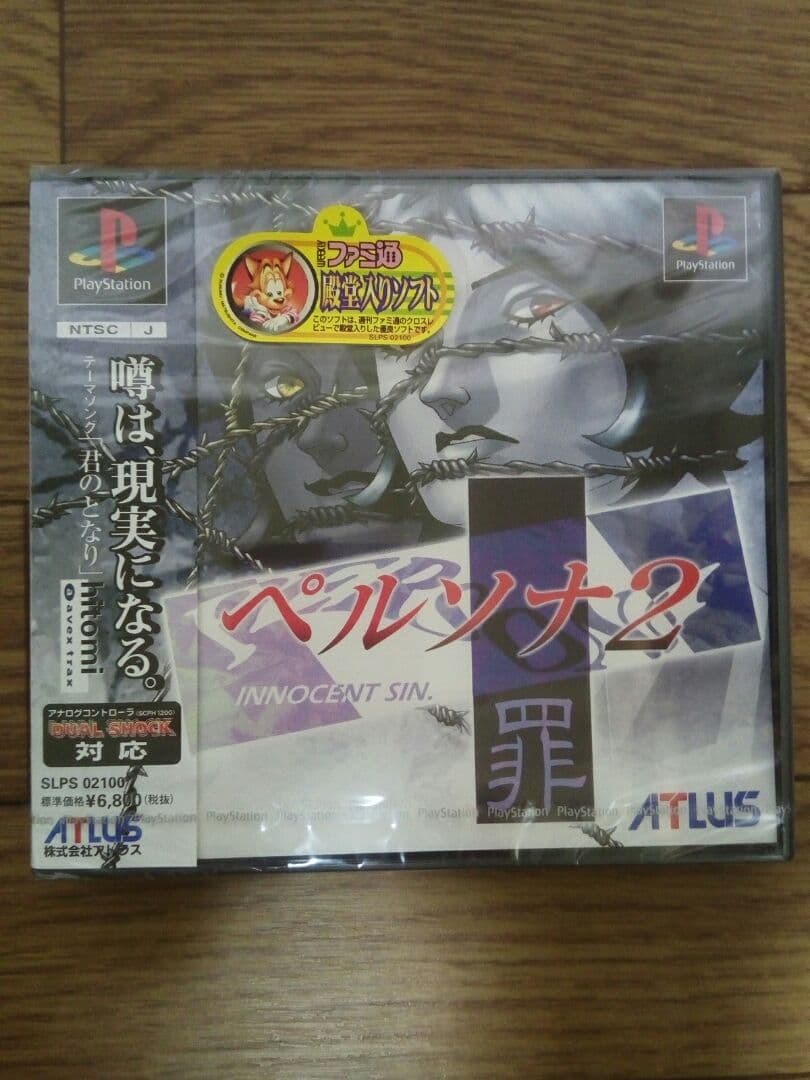 PlayStation
NTSC J
噂は、現実になる。
テーマソング「君のとなり」hitomi
avex trax
アナログコントローラ(SCPH 1200)
DUAL SHOCK
対応
SLPS 02100
標準価格¥6,800(税抜)
ATLUS
株式会社アトラス
ファミ通
殿堂入りソフト
このソフトは、週刊ファミ通のクロスレ
ビューで殿堂入りした優良ソフトです。
SLPS 02100
PlayStation
ペルソナ2
INNOCENT SIN.
罪
ATLUS
PlayStation PlayStation PlayStation PlayStation PlayStation PlayStation